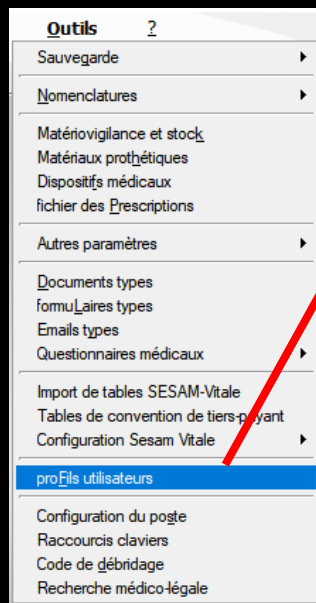 Outils ?
Sauvegarde
Nomenclatures
Matériovigilance et stock
Matériaux prothétiques
Dispositifs médicaux
fichier des Prescriptions
Autres paramètres
Documents types
formuLaires types
Emails types
Questionnaires médicaux
Import de tables SESAM-Vitale
Tables de convention de tiers-payant
Configuration Sesam Vitale
proFils utilisateurs
Configuration du poste
Raccourcis claviers
Code de débridage
Recherche médico-légale